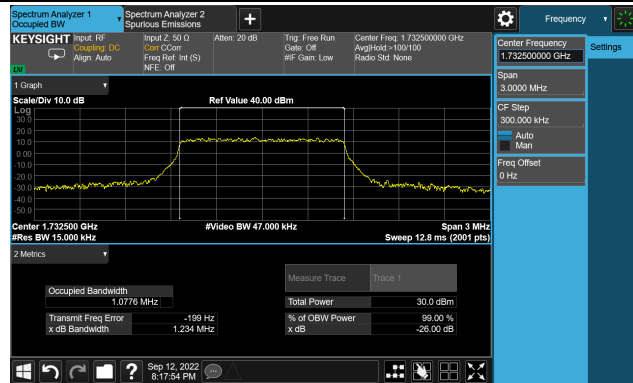 Spectrum Analyzer 1
Occupied BW
Spectrum Analyzer 2
Spurious Emissions
Frequency
KEYSIGHT
Input: RF
Coupling: DC
Align: Auto
Input Z: 50 Ω
Corr CCorr
Freq Ref: Int (S)
NFE: Off
Atten: 20 dB
Trig: Free Run
Gate: Off
#IF Gain: Low
Center Freq: 1.732500000 GHz
Avg|Hold:>100/100
Radio Std: None
Center Frequency
1.732500000 GHz
Settings
Span
3.0000 MHz
CF Step
300.000 kHz
Auto
Man
Freq Offset
0 Hz
1 Graph
Scale/Div 10.0 dB
Ref Value 40.00 dBm
Log
30.0
20.0
10.0
0.00
-10.0
-20.0
-30.0
-40.0
-50.0
Center 1.732500 GHz
#Video BW 47.000 kHz
Span 3 MHz
#Res BW 15.000 kHz
Sweep 12.8 ms (2001 pts)
2 Metrics
Measure Trace
Trace 1
Occupied Bandwidth
1.0776 MHz
Total Power
30.0 dBm
Transmit Freq Error
-199 Hz
% of OBW Power
99.00 %
x dB Bandwidth
1.234 MHz
x dB
-26.00 dB
?
Sep 12, 2022
8:17:54 PM